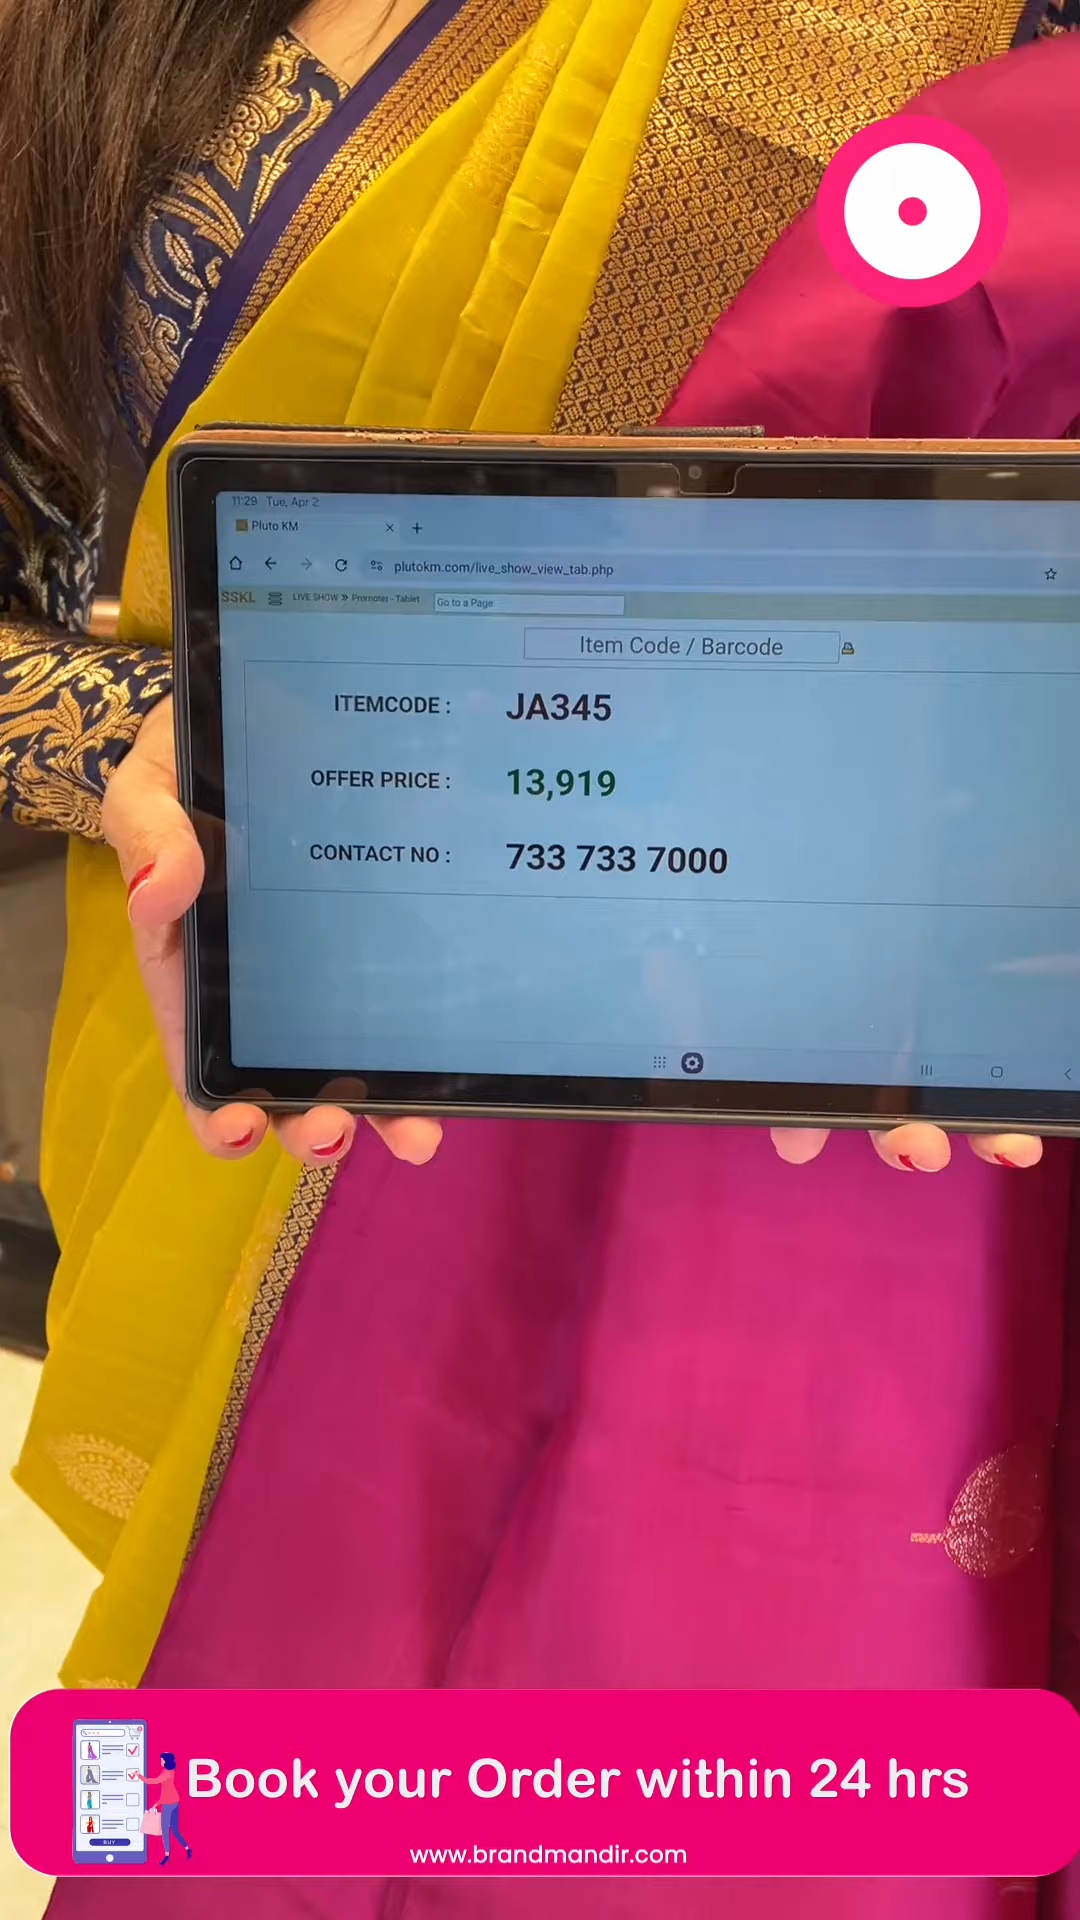 11:29 Tue, Apr 2
Pluto KM
plutokm.com/live_show_view_tab.php
SSKL LIVE SHOW » Promoter - Tablet Go to a Page
Item Code / Barcode
ITEMCODE : JA345
OFFER PRICE : 13,919
CONTACT NO : 733 733 7000
BUY
Book your Order within 24 hrs
www.brandmandir.com